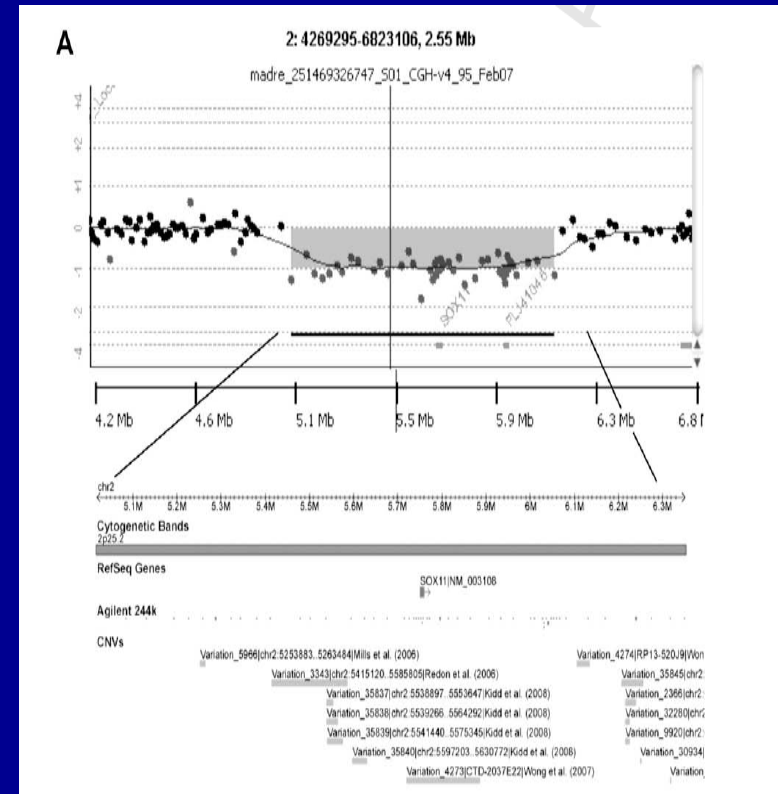 A
2: 4269295-6823106, 2.55 Mb
madre_251469326747_S01_CGH-v4_95_Feb07
+4
+2
+1
0
-1
-2
-4
SOX11
FLJ41046
4.2 Mb 4.6 Mb 5.1 Mb 5.5 Mb 5.9 Mb 6.3 Mb 6.8
chr2
5.1M 5.2M 5.3M 5.4M 5.5M 5.6M 5.7M 5.8M 5.9M 6M 6.1M 6.2M 6.3M
Cytogenetic Bands
2p25.2
RefSeq Genes
SOX11|NM_003108
Agilent 244k
CNVs
Variation_5966|chr2:5253883..5263484|Mills et al. (2006) Variation_4274|RP13-520J9|Won
Variation_3343|chr2:5415120..5585805|Redon et al. (2006) Variation_35845|chr2:
Variation_35837|chr2:5538897..5553647|Kidd et al. (2008) Variation_2366|chr2:
Variation_35838|chr2:5539266..5564292|Kidd et al. (2008) Variation_32280|chr2
Variation_35839|chr2:5541440..5575345|Kidd et al. (2008) Variation_9920|chr2:
Variation_35840|chr2:5597203..5630772|Kidd et al. (2008) Variation_30934|
Variation_4273|CTD-2037E22|Wong et al. (2007) Variation